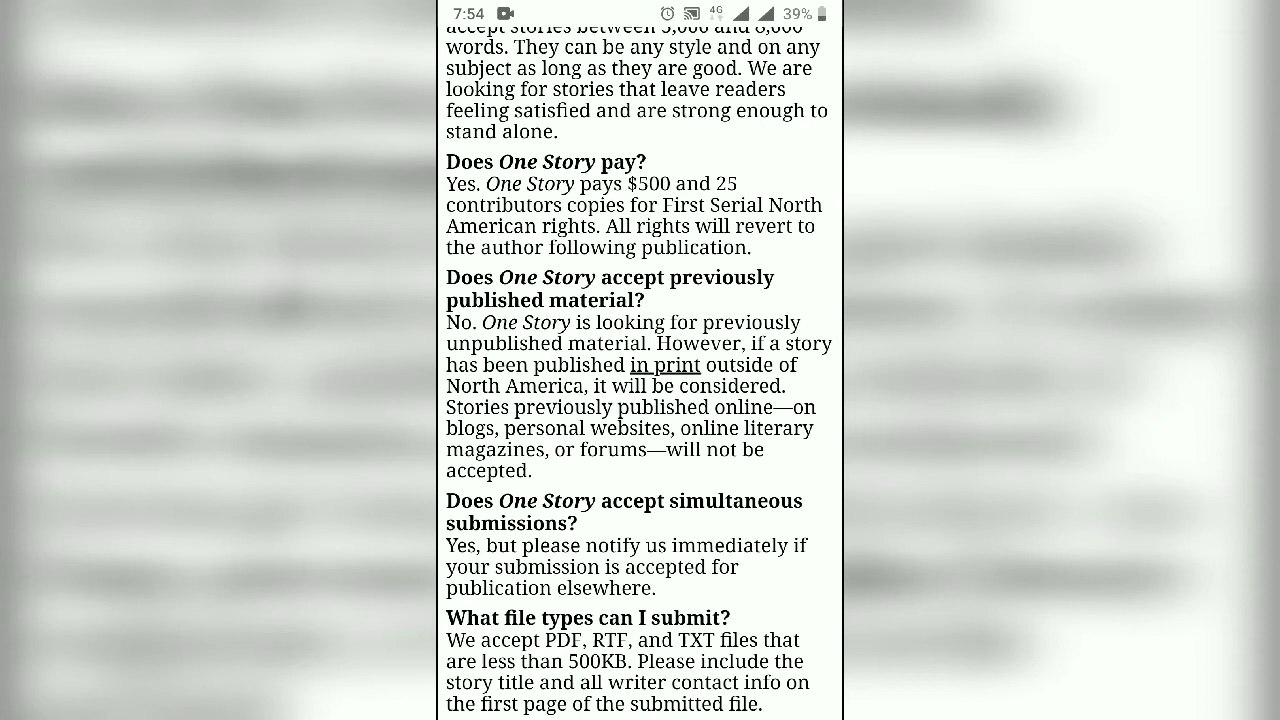 7:54
4G
39%
accept stories between 3,000 and 8,000
words. They can be any style and on any
subject as long as they are good. We are
looking for stories that leave readers
feeling satisfied and are strong enough to
stand alone.
Does One Story pay?
Yes. One Story pays $500 and 25
contributors copies for First Serial North
American rights. All rights will revert to
the author following publication.
Does One Story accept previously
published material?
No. One Story is looking for previously
unpublished material. However, if a story
has been published in print outside of
North America, it will be considered.
Stories previously published online—on
blogs, personal websites, online literary
magazines, or forums—will not be
accepted.
Does One Story accept simultaneous
submissions?
Yes, but please notify us immediately if
your submission is accepted for
publication elsewhere.
What file types can I submit?
We accept PDF, RTF, and TXT files that
are less than 500KB. Please include the
story title and all writer contact info on
the first page of the submitted file.